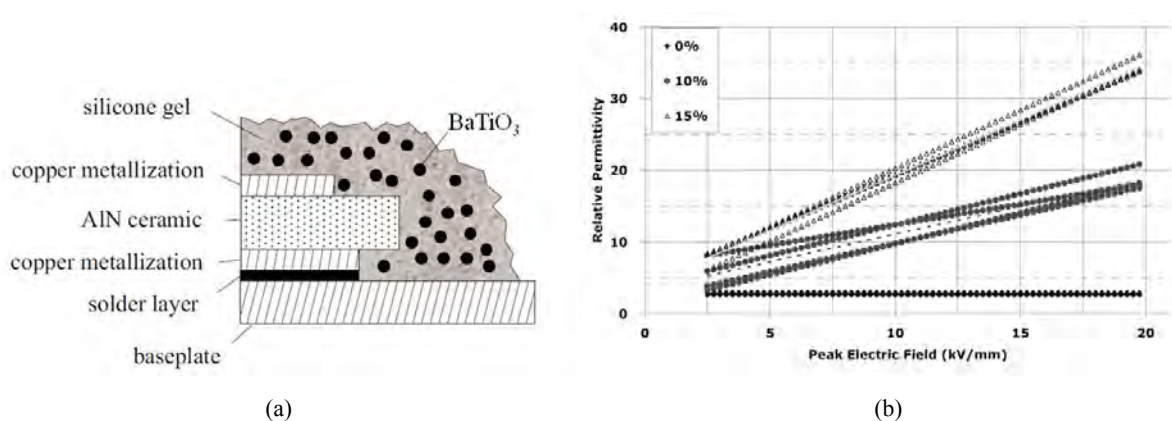 silicone gel
BaTiO3
copper metallization
AlN ceramic
copper metallization
solder layer
baseplate
(a)
40
30
20
10
0
Relative Permittivity
0%
10%
15%
0
5
10
15
20
Peak Electric Field (kV/mm)
(b)